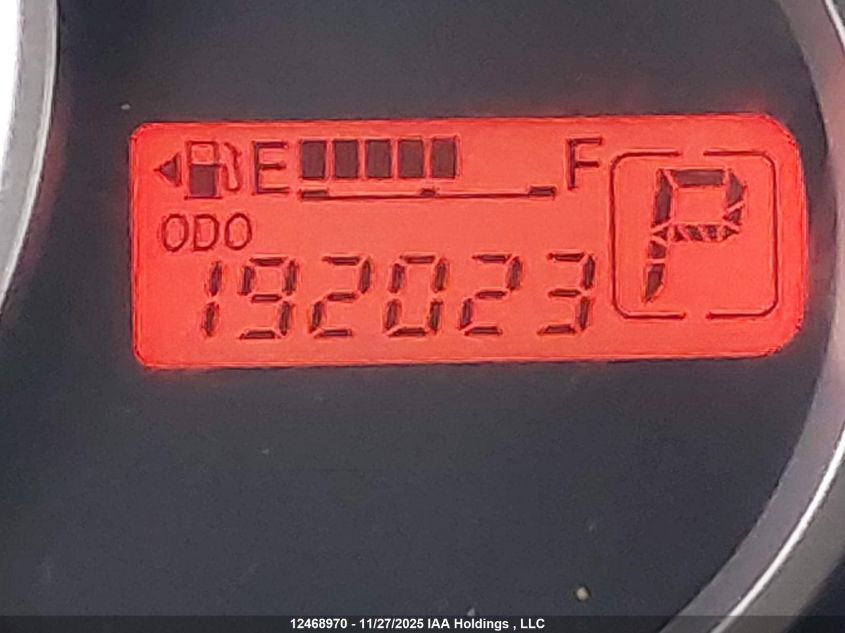 E F
P
ODO
192023
12468970 - 11/27/2025 IAA Holdings , LLC